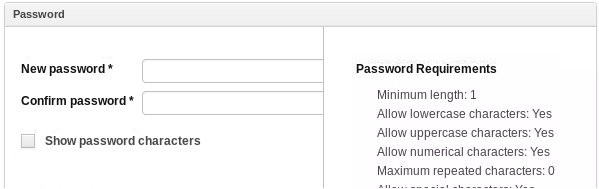 Password
New password *
Confirm password *
Show password characters
Password Requirements
Minimum length: 1
Allow lowercase characters: Yes
Allow uppercase characters: Yes
Allow numerical characters: Yes
Maximum repeated characters: 0
Allow special characters: Yes